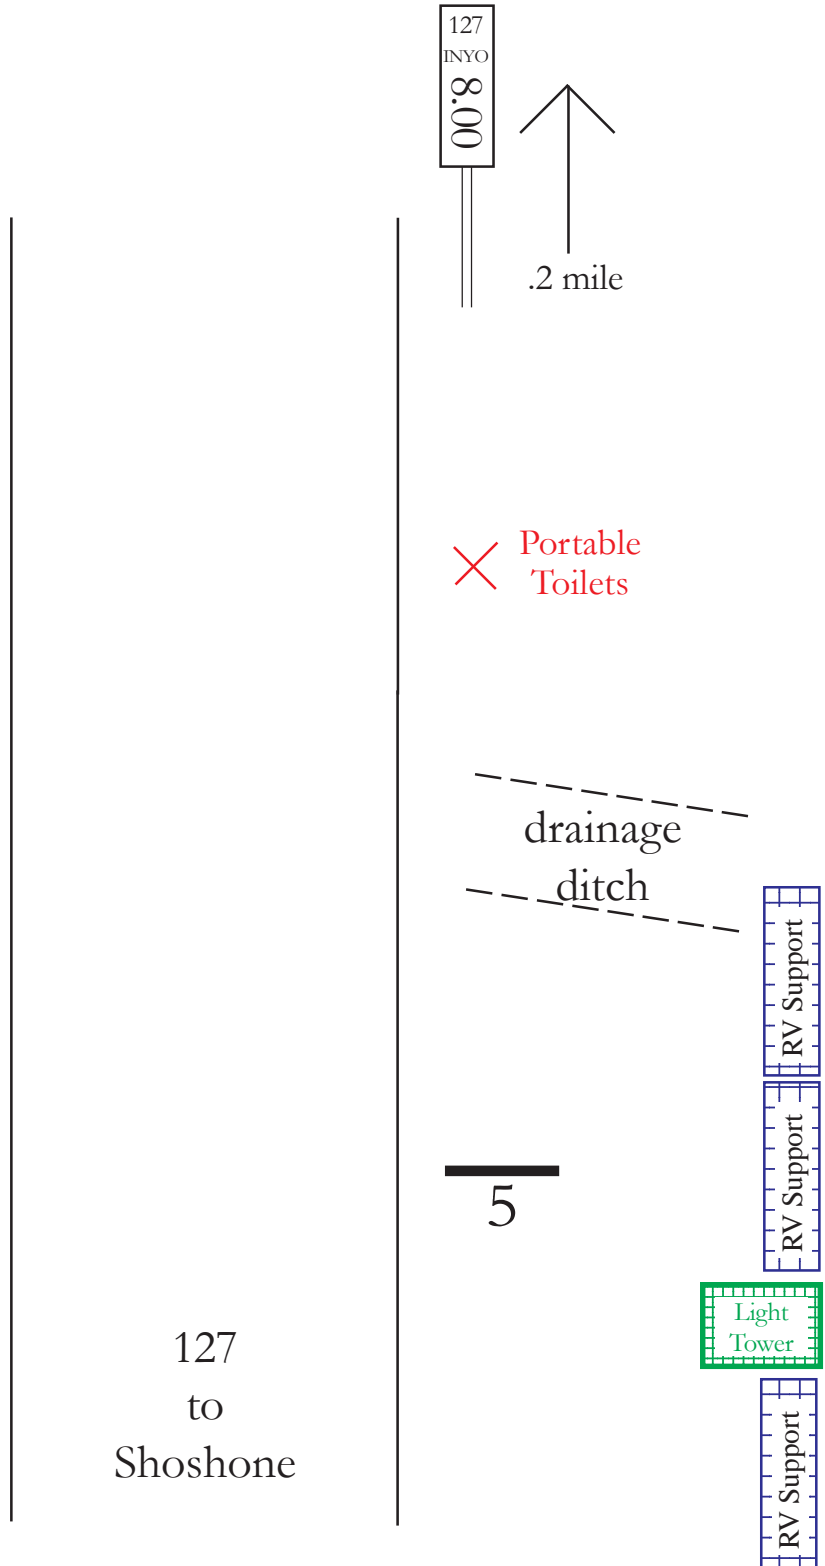 127
INYO
8.00
.2 mile
Portable
Toilets
drainage
ditch
RV Support
RV Support
5
Light
Tower
127
to
Shoshone
RV Support